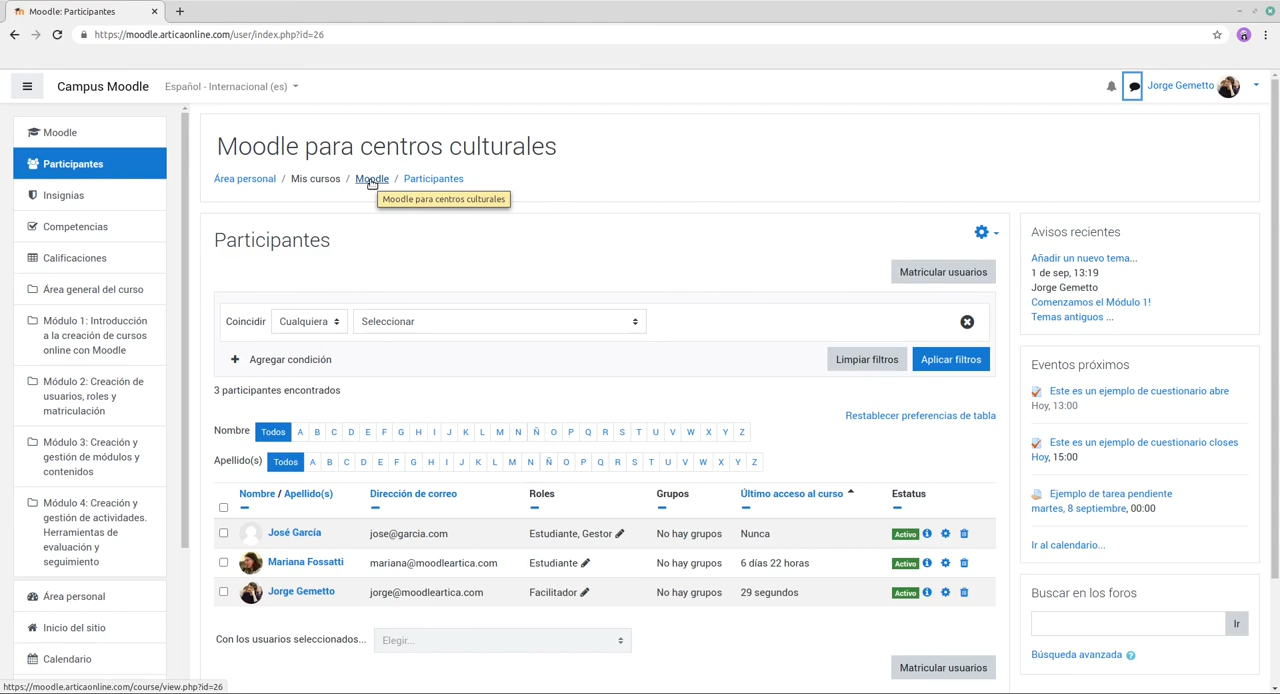 Moodle: Participantes
https://moodle.articaonline.com/user/index.php?id=26
Campus Moodle
Español - Internacional (es)
Jorge Gemetto
Moodle
Participantes
Insignias
Competencias
Calificaciones
Área general del curso
Módulo 1: Introducción
a la creación de cursos
online con Moodle
Módulo 2: Creación de
usuarios, roles y
matriculación
Módulo 3: Creación y
gestión de módulos y
contenidos
Módulo 4: Creación y
gestión de actividades.
Herramientas de
evaluación y
seguimiento
Área personal
Inicio del sitio
Calendario
Moodle para centros culturales
Área personal / Mis cursos / Moodle / Participantes
Moodle para centros culturales
Participantes
Matricular usuarios
Coincidir Cualquiera Seleccionar
Agregar condición
Limpiar filtros Aplicar filtros
3 participantes encontrados
Restablecer preferencias de tabla
Nombre Todos A B C D E F G H I J K L M N Ñ O P Q R S T U V W X Y Z
Apellido(s) Todos A B C D E F G H I J K L M N Ñ O P Q R S T U V W X Y Z
Nombre / Apellido(s) Dirección de correo Roles Grupos Último acceso al curso Estatus
José García jose@garcia.com Estudiante, Gestor No hay grupos Nunca Activo
Mariana Fossatti mariana@moodleartica.com Estudiante No hay grupos 6 días 22 horas Activo
Jorge Gemetto jorge@moodleartica.com Facilitador No hay grupos 29 segundos Activo
Con los usuarios seleccionados... Elegir...
Matricular usuarios
Avisos recientes
Añadir un nuevo tema...
1 de sep, 13:19
Jorge Gemetto
Comenzamos el Módulo 1!
Temas antiguos ...
Eventos próximos
Este es un ejemplo de cuestionario abre
Hoy, 13:00
Este es un ejemplo de cuestionario closes
Hoy, 15:00
Ejemplo de tarea pendiente
martes, 8 septiembre, 00:00
Ir al calendario...
Buscar en los foros
Ir
Búsqueda avanzada
https://moodle.articaonline.com/course/view.php?id=26